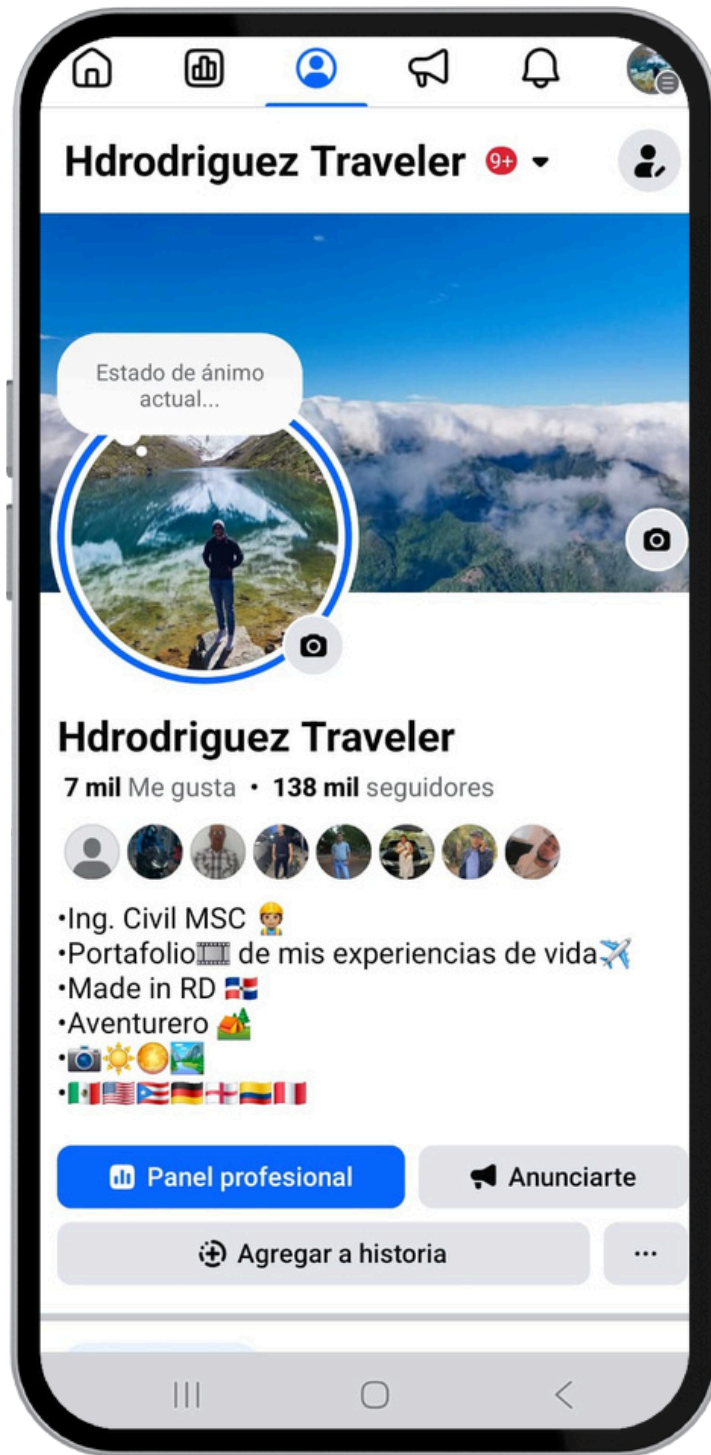 Hdrodriguez Traveler 9+
Estado de ánimo
actual...
Hdrodriguez Traveler
7 mil Me gusta • 138 mil seguidores
•Ing. Civil MSC 👷🏼
•Portafolio🎞️ de mis experiencias de vida✈️
•Made in RD 🇩🇴
•Aventurero 🏕️
•📷☀️🌕🏞️
•🇲🇽🇺🇸🇵🇷🇩🇪🏴󠁧󠁢󠁥󠁮󠁧󠁿🇨🇴🇵🇪
Panel profesional
Anunciarte
Agregar a historia
...